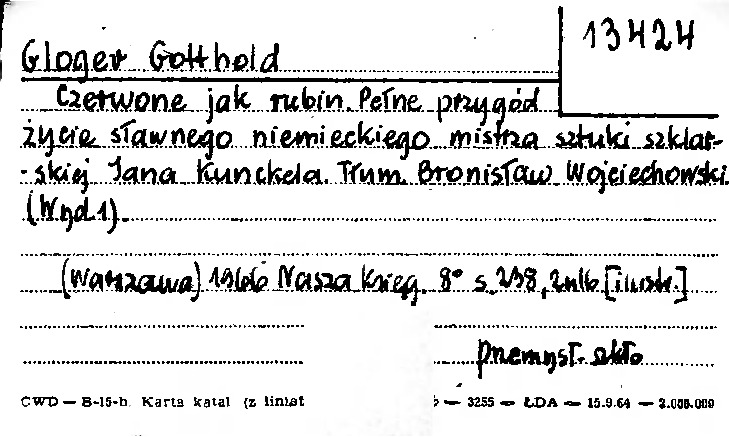 13424
Gloger Gotthold
Czerwone jak rubin. Pełne przygód
życie sławnego niemieckiego mistrza sztuki szklar-
-skiej Jana Kunckela. Tłum. Bronisław Wojciechowski.
(Wyd.1).
(Warszawa) 1966 Nasza Księg. 8° s. 238, 2nlb. [ilustr.]
Przemysł. szkło
CWD — B-15-b. Karta katal (z liniat
— 3255 — ŁDA — 15.9.64 — 2.000.000